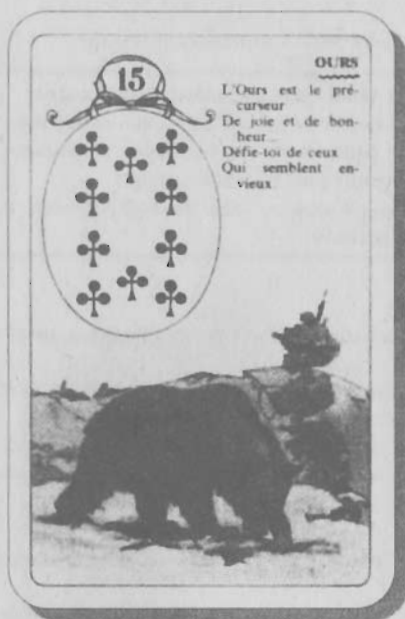 15
OURS
L'Ours est le pré-
curseur
De joie et de bon-
heur...
Défie-toi de ceux
Qui semblent en-
vieux.